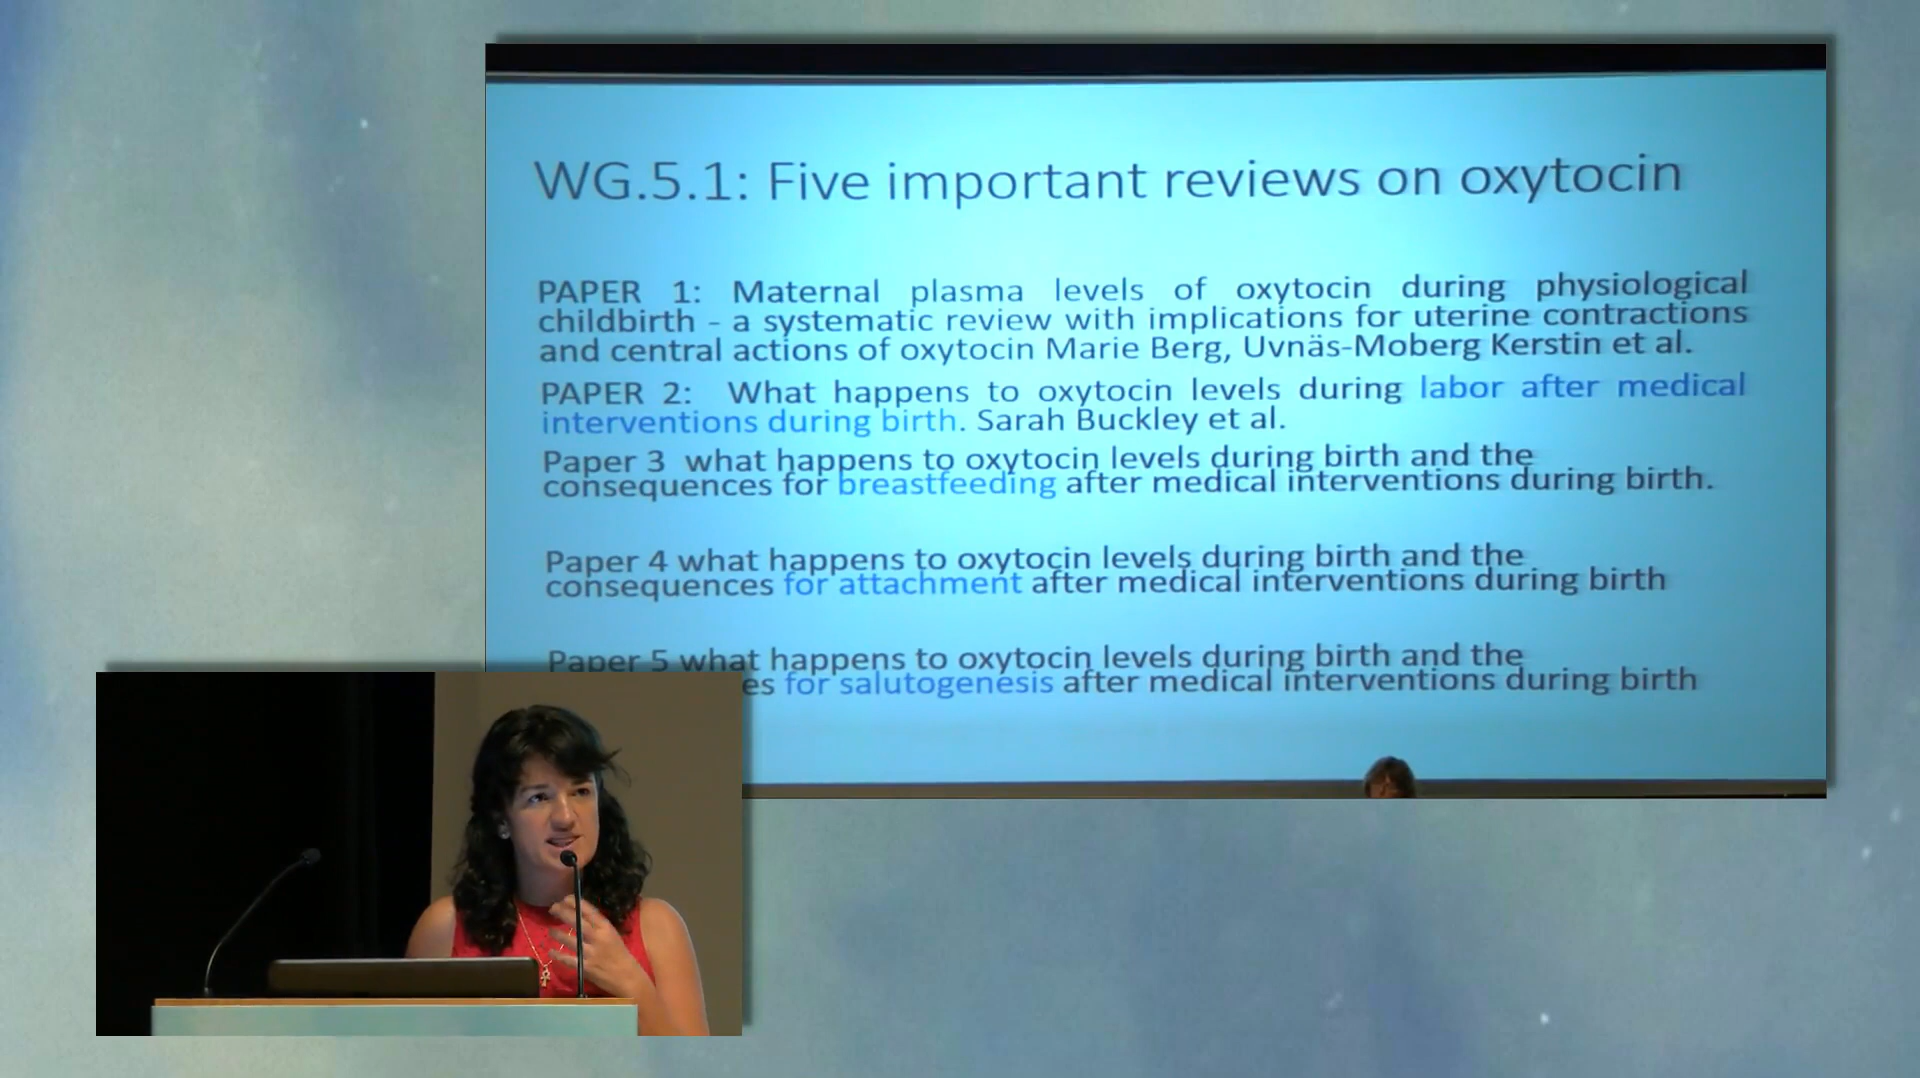 WG.5.1: Five important reviews on oxytocin
PAPER 1: Maternal plasma levels of oxytocin during physiological
childbirth - a systematic review with implications for uterine contractions
and central actions of oxytocin Marie Berg, Uvnäs-Moberg Kerstin et al.
PAPER 2: What happens to oxytocin levels during labor after medical
interventions during birth. Sarah Buckley et al.
Paper 3 what happens to oxytocin levels during birth and the
consequences for breastfeeding after medical interventions during birth.
Paper 4 what happens to oxytocin levels during birth and the
consequences for attachment after medical interventions during birth
Paper 5 what happens to oxytocin levels during birth and the
es for salutogenesis after medical interventions during birth